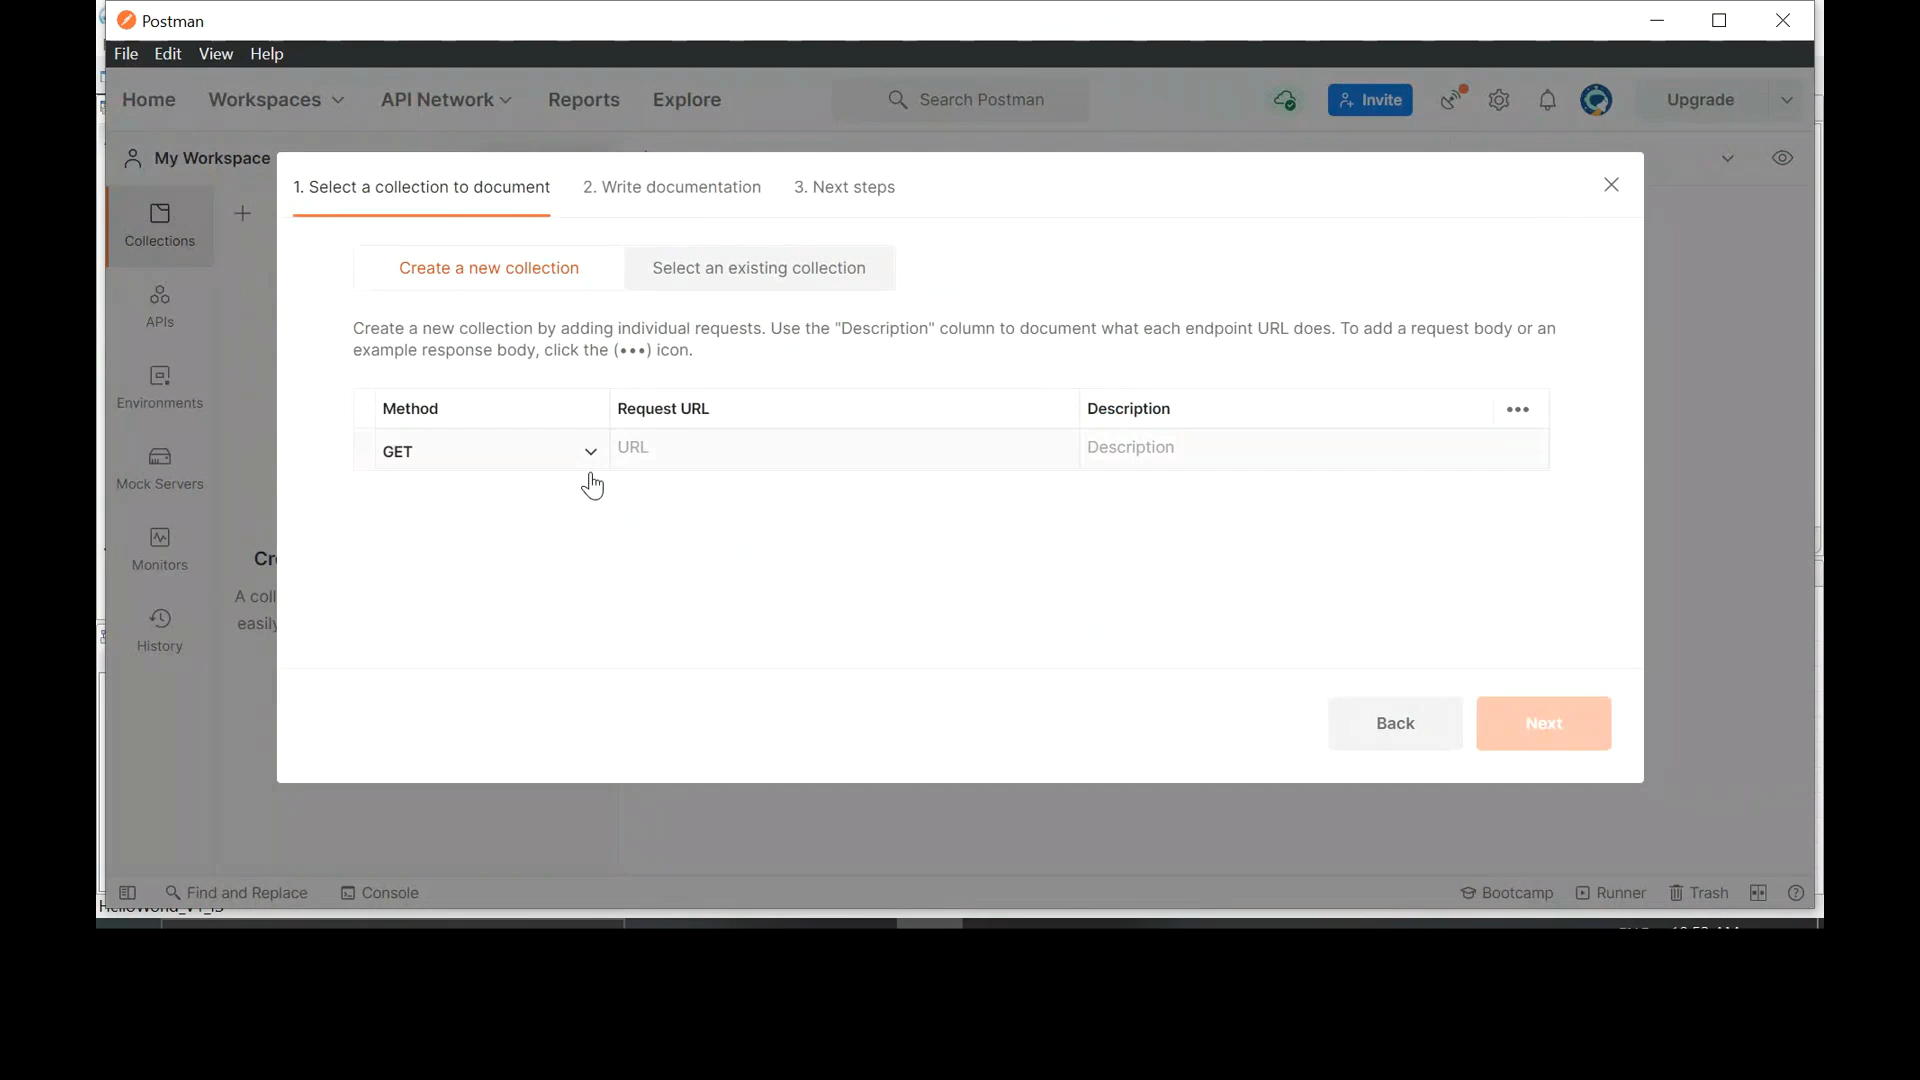 Postman
File Edit View Help
Home Workspaces API Network Reports Explore Search Postman Invite Upgrade
My Workspace
1. Select a collection to document 2. Write documentation 3. Next steps
Collections
Create a new collection Select an existing collection
APIs
Create a new collection by adding individual requests. Use the "Description" column to document what each endpoint URL does. To add a request body or an
example response body, click the (•••) icon.
Environments
Method Request URL Description •••
GET URL Description
Mock Servers
Monitors
Cr
A coll
easily
History
Back Next
Find and Replace Console Bootcamp Runner Trash